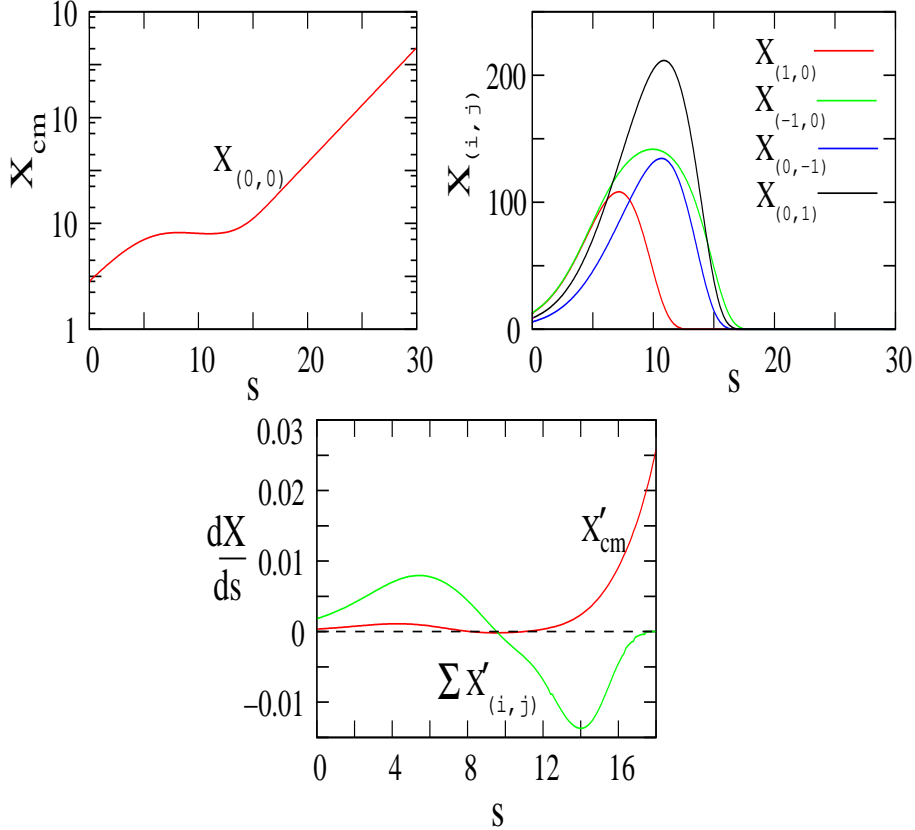 10
10
10
1
X_cm
X_(0,0)
0 10 20 30
s
200
100
0
X_(i,j)
X_(1,0)
X_(-1,0)
X_(0,-1)
X_(0,1)
0 10 20 30
s
0.03
0.02
0.01
0
−0.01
dX
ds
X′_cm
∑ X′_(i,j)
0 4 8 12 16
s